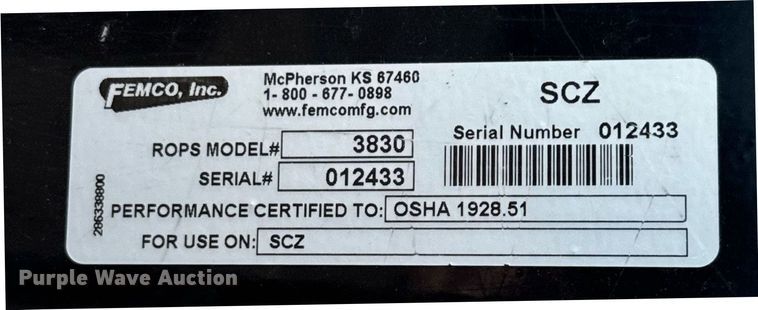 FEMCO, Inc.
McPherson KS 67460
1-800-677-0898
www.femcomfg.com
SCZ
Serial Number 012433
ROPS MODEL# 3830
SERIAL# 012433
PERFORMANCE CERTIFIED TO: OSHA 1928.51
FOR USE ON: SCZ
286338800
Purple Wave Auction